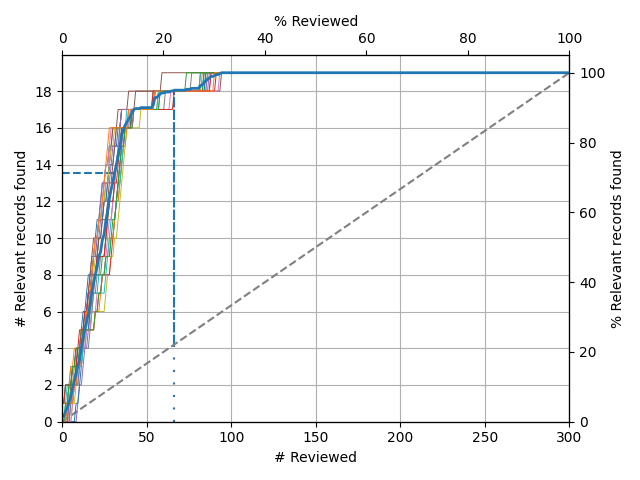 % Reviewed
0 20 40 60 80 100
# Relevant records found
0 2 4 6 8 10 12 14 16 18
% Relevant records found
0 20 40 60 80 100
0 50 100 150 200 250 300
# Reviewed